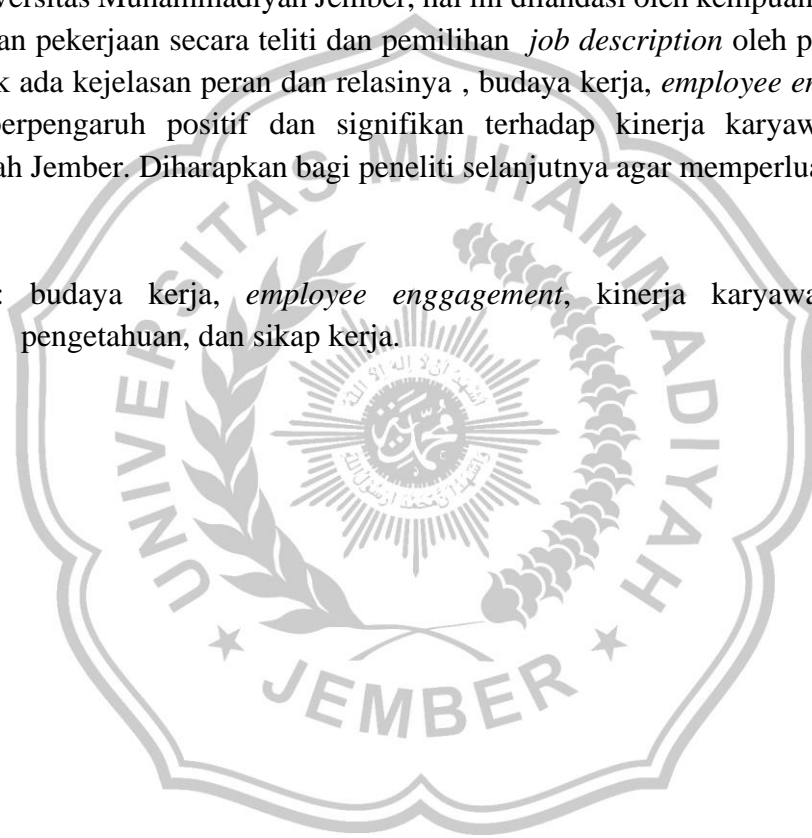 versitas Muhammadiyah Jember, hal ini dilandasi oleh kempuan
an pekerjaan secara teliti dan pemilihan job description oleh p
k ada kejelasan peran dan relasinya , budaya kerja, employee en
berpengaruh positif dan signifikan terhadap kinerja karyaw
ah Jember. Diharapkan bagi peneliti selanjutnya agar memperlua
: budaya kerja, employee enggagement, kinerja karyawa
pengetahuan, dan sikap kerja.
UNIVERSITAS MUHAMMADIYAH
JEMBER